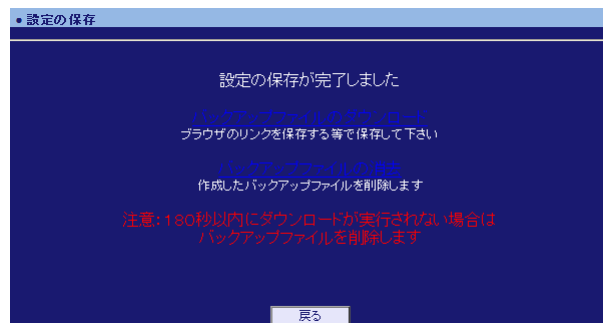 ● 設定の保存
設定の保存が完了しました
バックアップファイルのダウンロード
ブラウザのリンクを保存する等で保存して下さい
バックアップファイルの消去
作成したバックアップファイルを削除します
注意:180秒以内にダウンロードが実行されない場合は
バックアップファイルを削除します
戻る